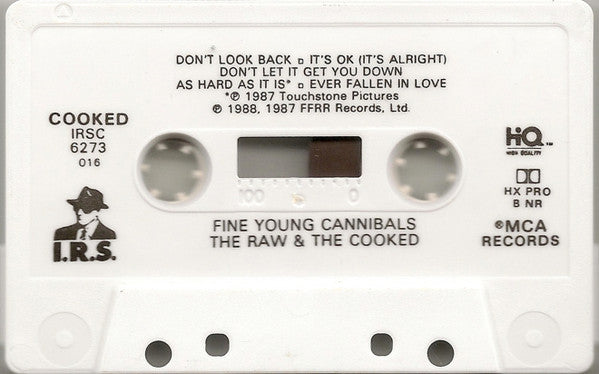 DON'T LOOK BACK ▫ IT'S OK (IT'S ALRIGHT)
DON'T LET IT GET YOU DOWN
AS HARD AS IT IS* ▫ EVER FALLEN IN LOVE
*℗ 1987 Touchstone Pictures
℗ 1988, 1987 FFRR Records, Ltd.
COOKED
IRSC
6273
016
I.R.S.
100 0
HQ™
HIGH QUALITY
HX PRO
B NR
®MCA
RECORDS
FINE YOUNG CANNIBALS
THE RAW & THE COOKED